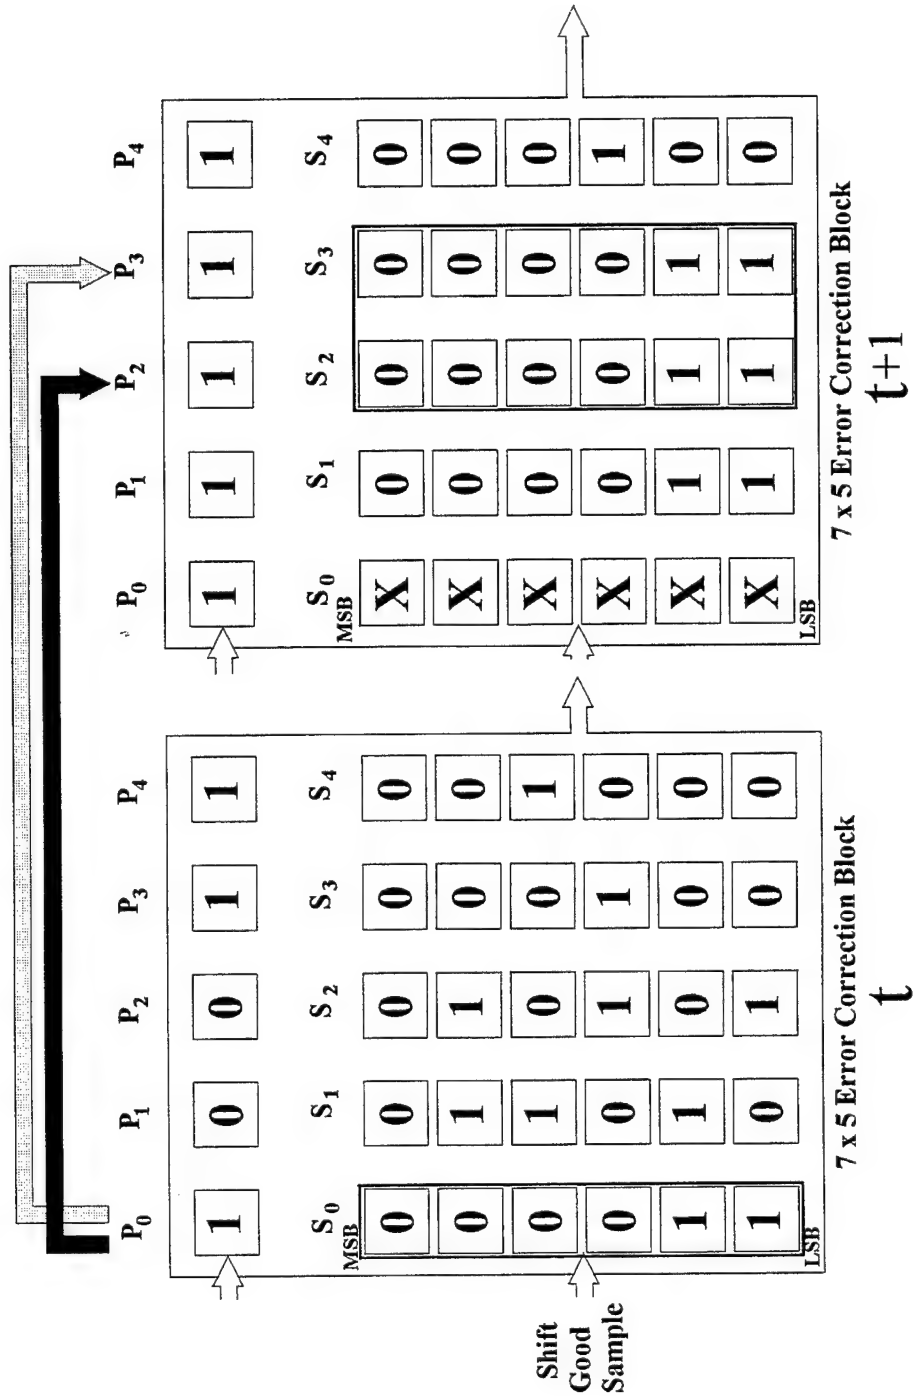 P0 P1 P2 P3 P4 P0 P1 P2 P3 P4
1 0 0 1 1 1 1 1 1 1
S0 S1 S2 S3 S4 S0 S1 S2 S3 S4
MSB MSB
0 0 0 0 0 X 0 0 0 0
0 1 1 0 0 X 0 0 0 0
0 1 0 0 1 X 0 0 0 0
Shift
Good
Sample
0 0 1 1 0 X 0 0 0 1
1 1 0 0 0 X 1 1 1 0
1 0 1 0 0 X 1 1 1 0
LSB LSB
7 x 5 Error Correction Block 7 x 5 Error Correction Block
t t+1